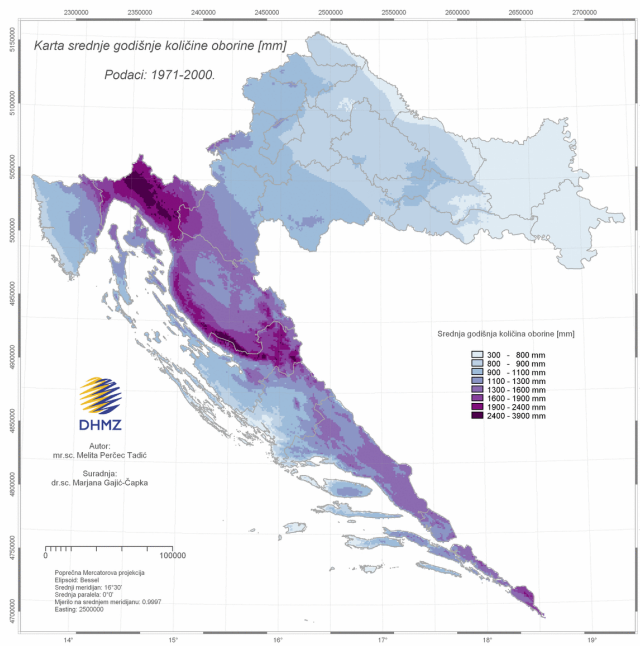 2300000 2350000 2400000 2450000 2500000 2550000 2600000 2650000 2700000
Karta srednje godišnje količine oborine [mm]
Podaci: 1971-2000.
5150000
5100000
5050000
5000000
4950000
4900000
4850000
4800000
4750000
4700000
Srednja godišnja količina oborine [mm]
300 - 800 mm
800 - 900 mm
900 - 1100 mm
1100 - 1300 mm
1300 - 1600 mm
1600 - 1900 mm
1900 - 2400 mm
2400 - 3900 mm
DHMZ
Autor:
mr.sc. Melita Perčec Tadić
Suradnja:
dr.sc. Marjana Gajić-Čapka
0 100000
Poprečna Mercatorova projekcija
Elipsoid: Bessel
Srednji meridijan: 16°30'
Srednja paralela: 0°0'
Mjerilo na srednjem meridijanu: 0.9997
Easting: 2500000
14° 15° 16° 17° 18° 19°